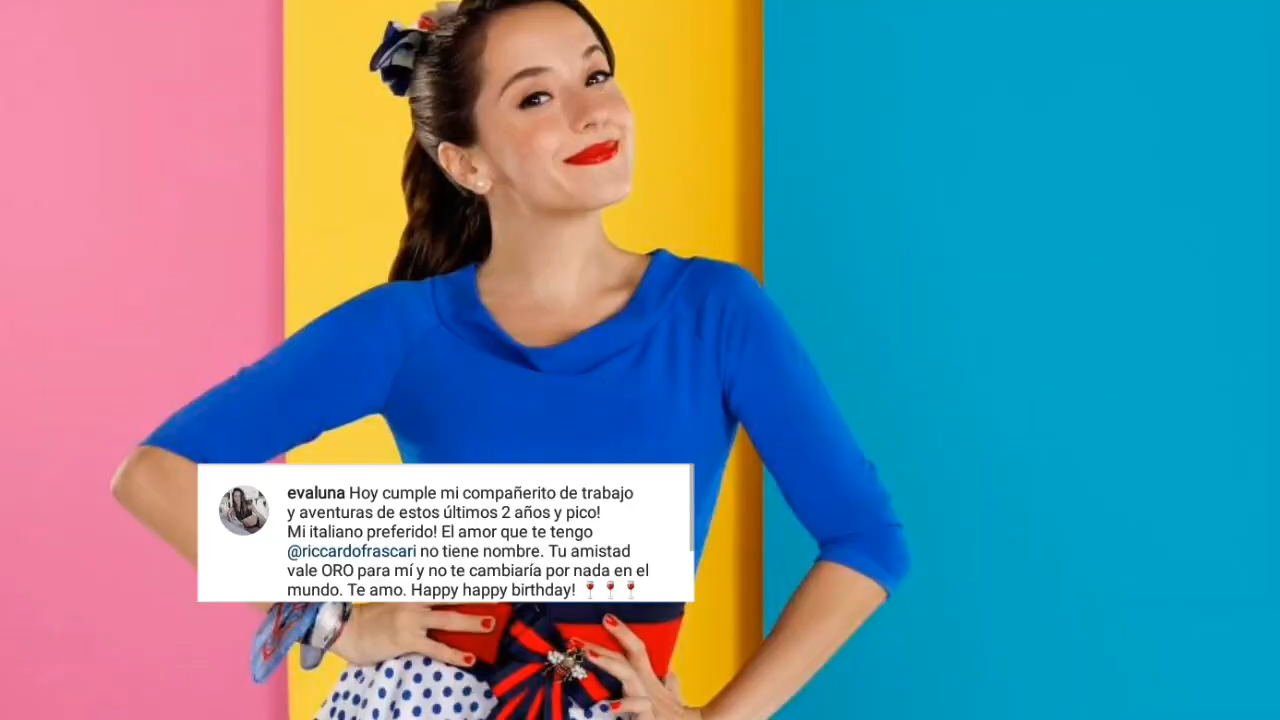 evaluna Hoy cumple mi compañerito de trabajo
y aventuras de estos últimos 2 años y pico!
Mi italiano preferido! El amor que te tengo
@riccardofrascari no tiene nombre. Tu amistad
vale ORO para mí y no te cambiaría por nada en el
mundo. Te amo. Happy happy birthday! 🍷🍷🍷